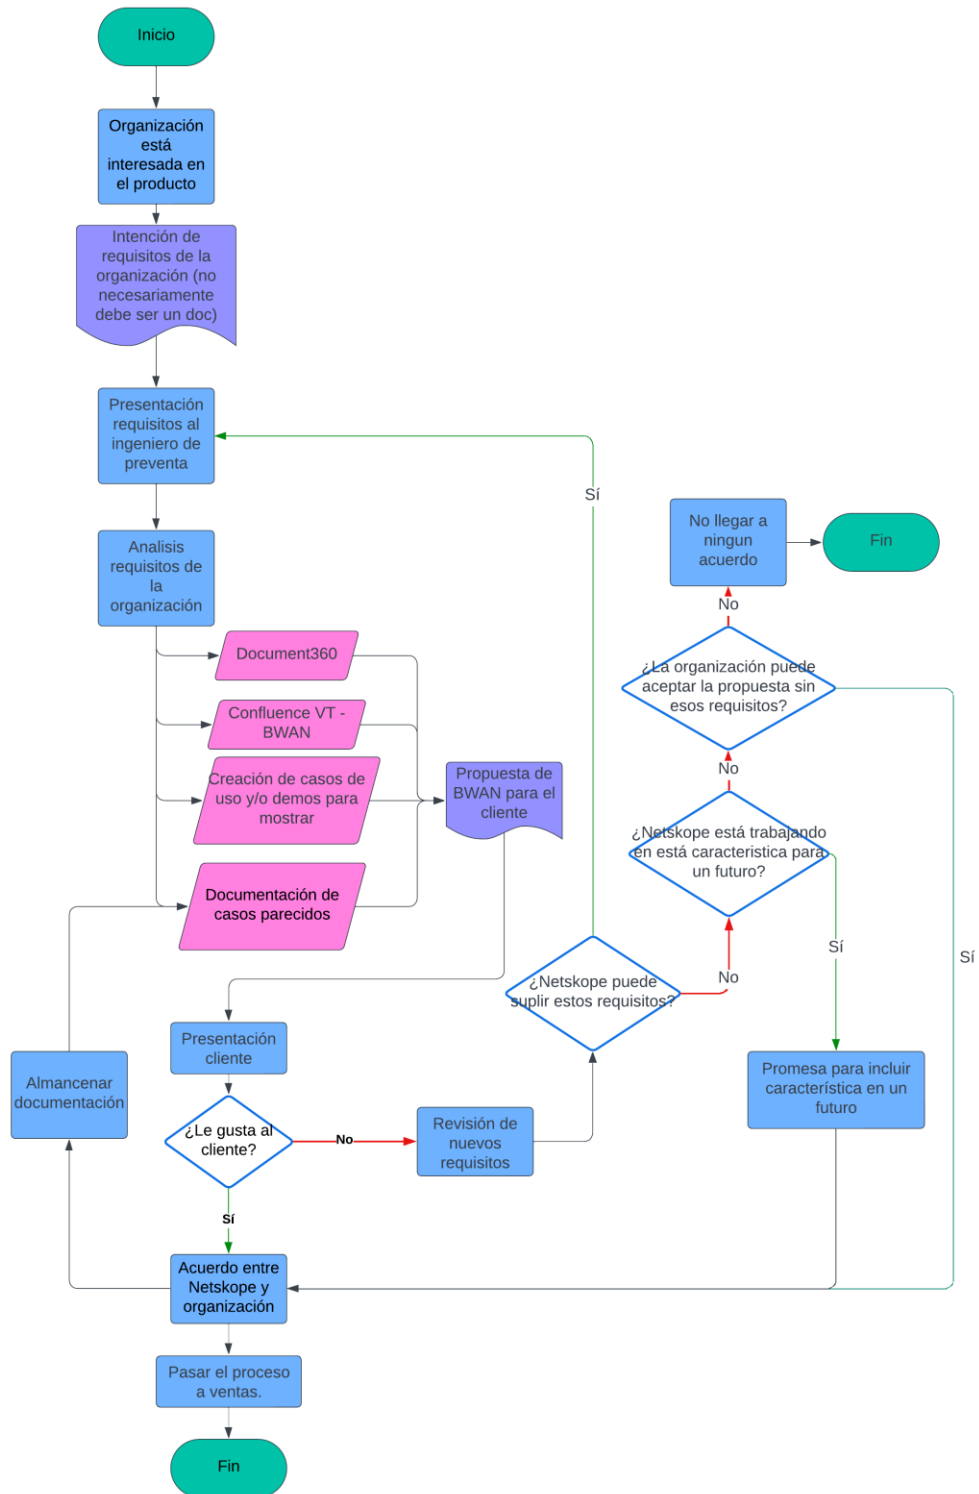 Inicio
Organización
está
interesada en
el producto
Intención de
requisitos de la
organización (no
necesariamente
debe ser un doc)
Presentación
requisitos al
ingeniero de
preventa
Analisis
requisitos de
la
organización
Document360
Confluence VT -
BWAN
Creación de casos de
uso y/o demos para
mostrar
Documentación de
casos parecidos
Propuesta de
BWAN para el
cliente
Presentación
cliente
¿Le gusta al
cliente?
No
Revisión de
nuevos
requisitos
¿Netskope puede
suplir estos requisitos?
Sí
No
¿Netskope está trabajando
en está caracteristica para
un futuro?
No
Sí
¿La organización puede
aceptar la propuesta sin
esos requisitos?
No
Sí
No llegar a
ningun
acuerdo
Fin
Promesa para incluir
característica en un
futuro
Sí
Acuerdo entre
Netskope y
organización
Almancenar
documentación
Pasar el proceso
a ventas.
Fin